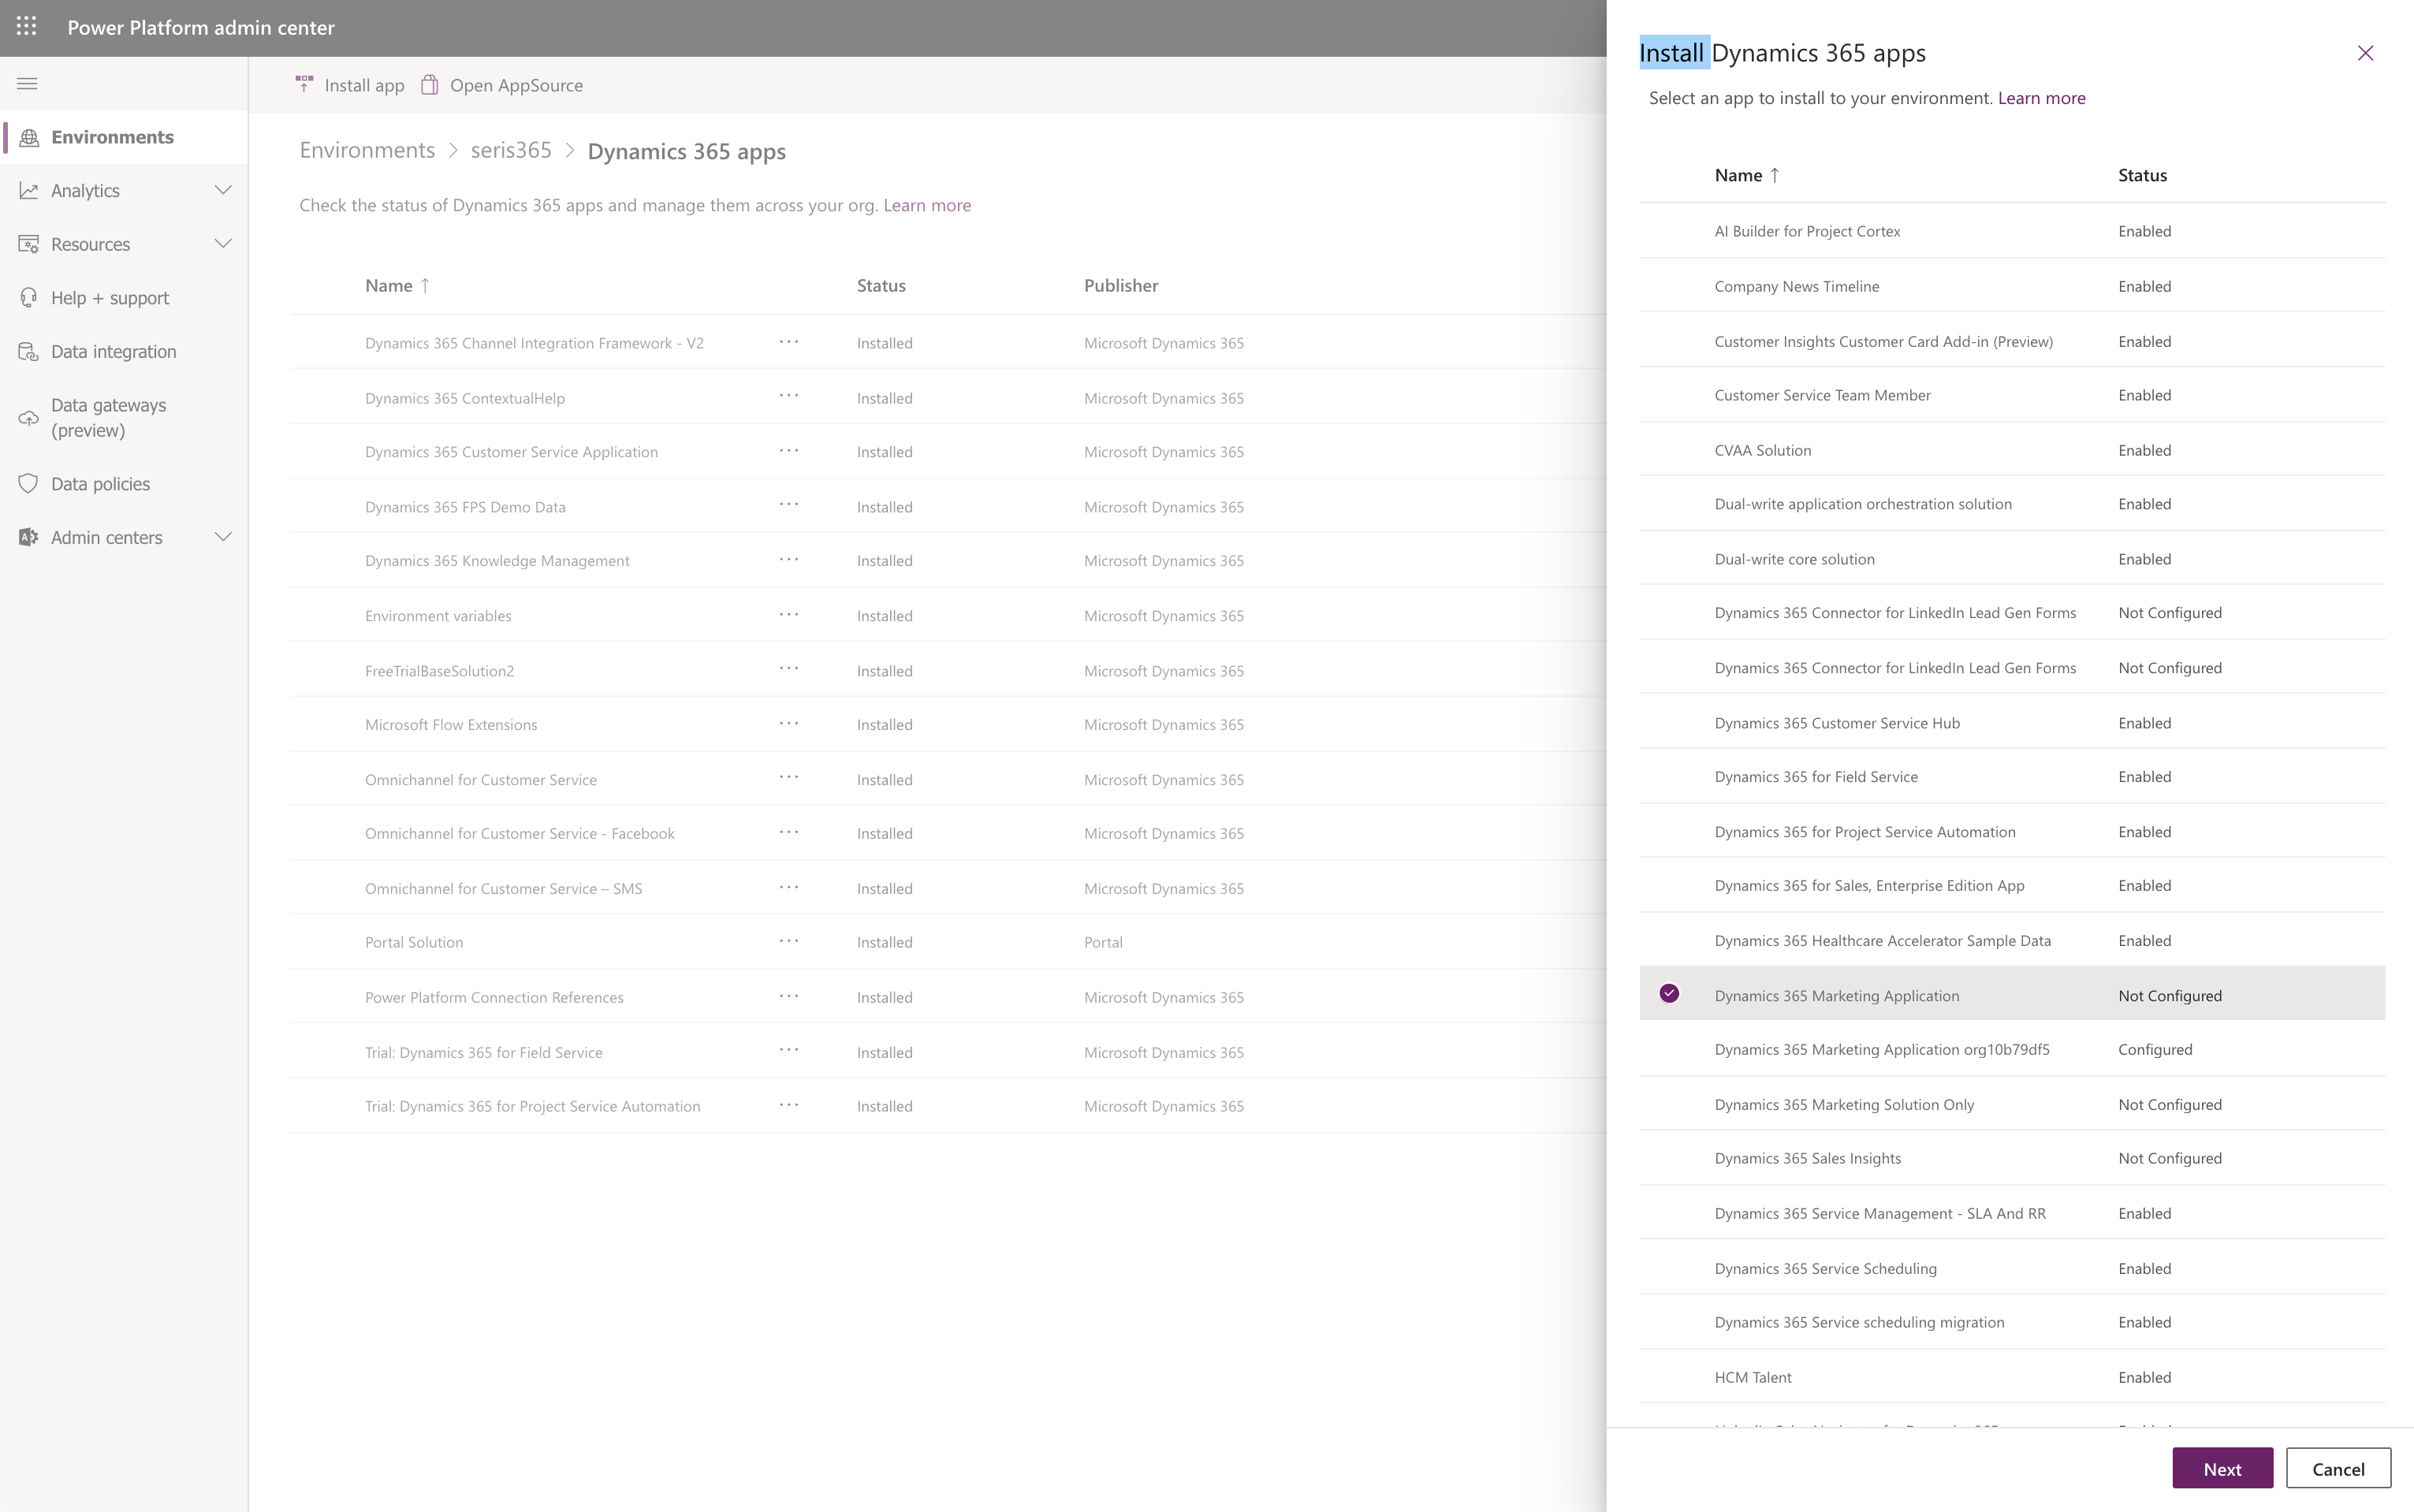 Power Platform admin center
Install app
Open AppSource
Environments
Analytics
Resources
Help + support
Data integration
Data gateways
(preview)
Data policies
Admin centers
Environments > seris365 > Dynamics 365 apps
Check the status of Dynamics 365 apps and manage them across your org. Learn more
Name ↑ Status Publisher
Dynamics 365 Channel Integration Framework - V2 ... Installed Microsoft Dynamics 365
Dynamics 365 ContextualHelp ... Installed Microsoft Dynamics 365
Dynamics 365 Customer Service Application ... Installed Microsoft Dynamics 365
Dynamics 365 FPS Demo Data ... Installed Microsoft Dynamics 365
Dynamics 365 Knowledge Management ... Installed Microsoft Dynamics 365
Environment variables ... Installed Microsoft Dynamics 365
FreeTrialBaseSolution2 ... Installed Microsoft Dynamics 365
Microsoft Flow Extensions ... Installed Microsoft Dynamics 365
Omnichannel for Customer Service ... Installed Microsoft Dynamics 365
Omnichannel for Customer Service - Facebook ... Installed Microsoft Dynamics 365
Omnichannel for Customer Service – SMS ... Installed Microsoft Dynamics 365
Portal Solution ... Installed Portal
Power Platform Connection References ... Installed Microsoft Dynamics 365
Trial: Dynamics 365 for Field Service ... Installed Microsoft Dynamics 365
Trial: Dynamics 365 for Project Service Automation ... Installed Microsoft Dynamics 365
Install Dynamics 365 apps
Select an app to install to your environment. Learn more
Name ↑ Status
AI Builder for Project Cortex Enabled
Company News Timeline Enabled
Customer Insights Customer Card Add-in (Preview) Enabled
Customer Service Team Member Enabled
CVAA Solution Enabled
Dual-write application orchestration solution Enabled
Dual-write core solution Enabled
Dynamics 365 Connector for LinkedIn Lead Gen Forms Not Configured
Dynamics 365 Connector for LinkedIn Lead Gen Forms Not Configured
Dynamics 365 Customer Service Hub Enabled
Dynamics 365 for Field Service Enabled
Dynamics 365 for Project Service Automation Enabled
Dynamics 365 for Sales, Enterprise Edition App Enabled
Dynamics 365 Healthcare Accelerator Sample Data Enabled
Dynamics 365 Marketing Application Not Configured
Dynamics 365 Marketing Application org10b79df5 Configured
Dynamics 365 Marketing Solution Only Not Configured
Dynamics 365 Sales Insights Not Configured
Dynamics 365 Service Management - SLA And RR Enabled
Dynamics 365 Service Scheduling Enabled
Dynamics 365 Service scheduling migration Enabled
HCM Talent Enabled
Next
Cancel